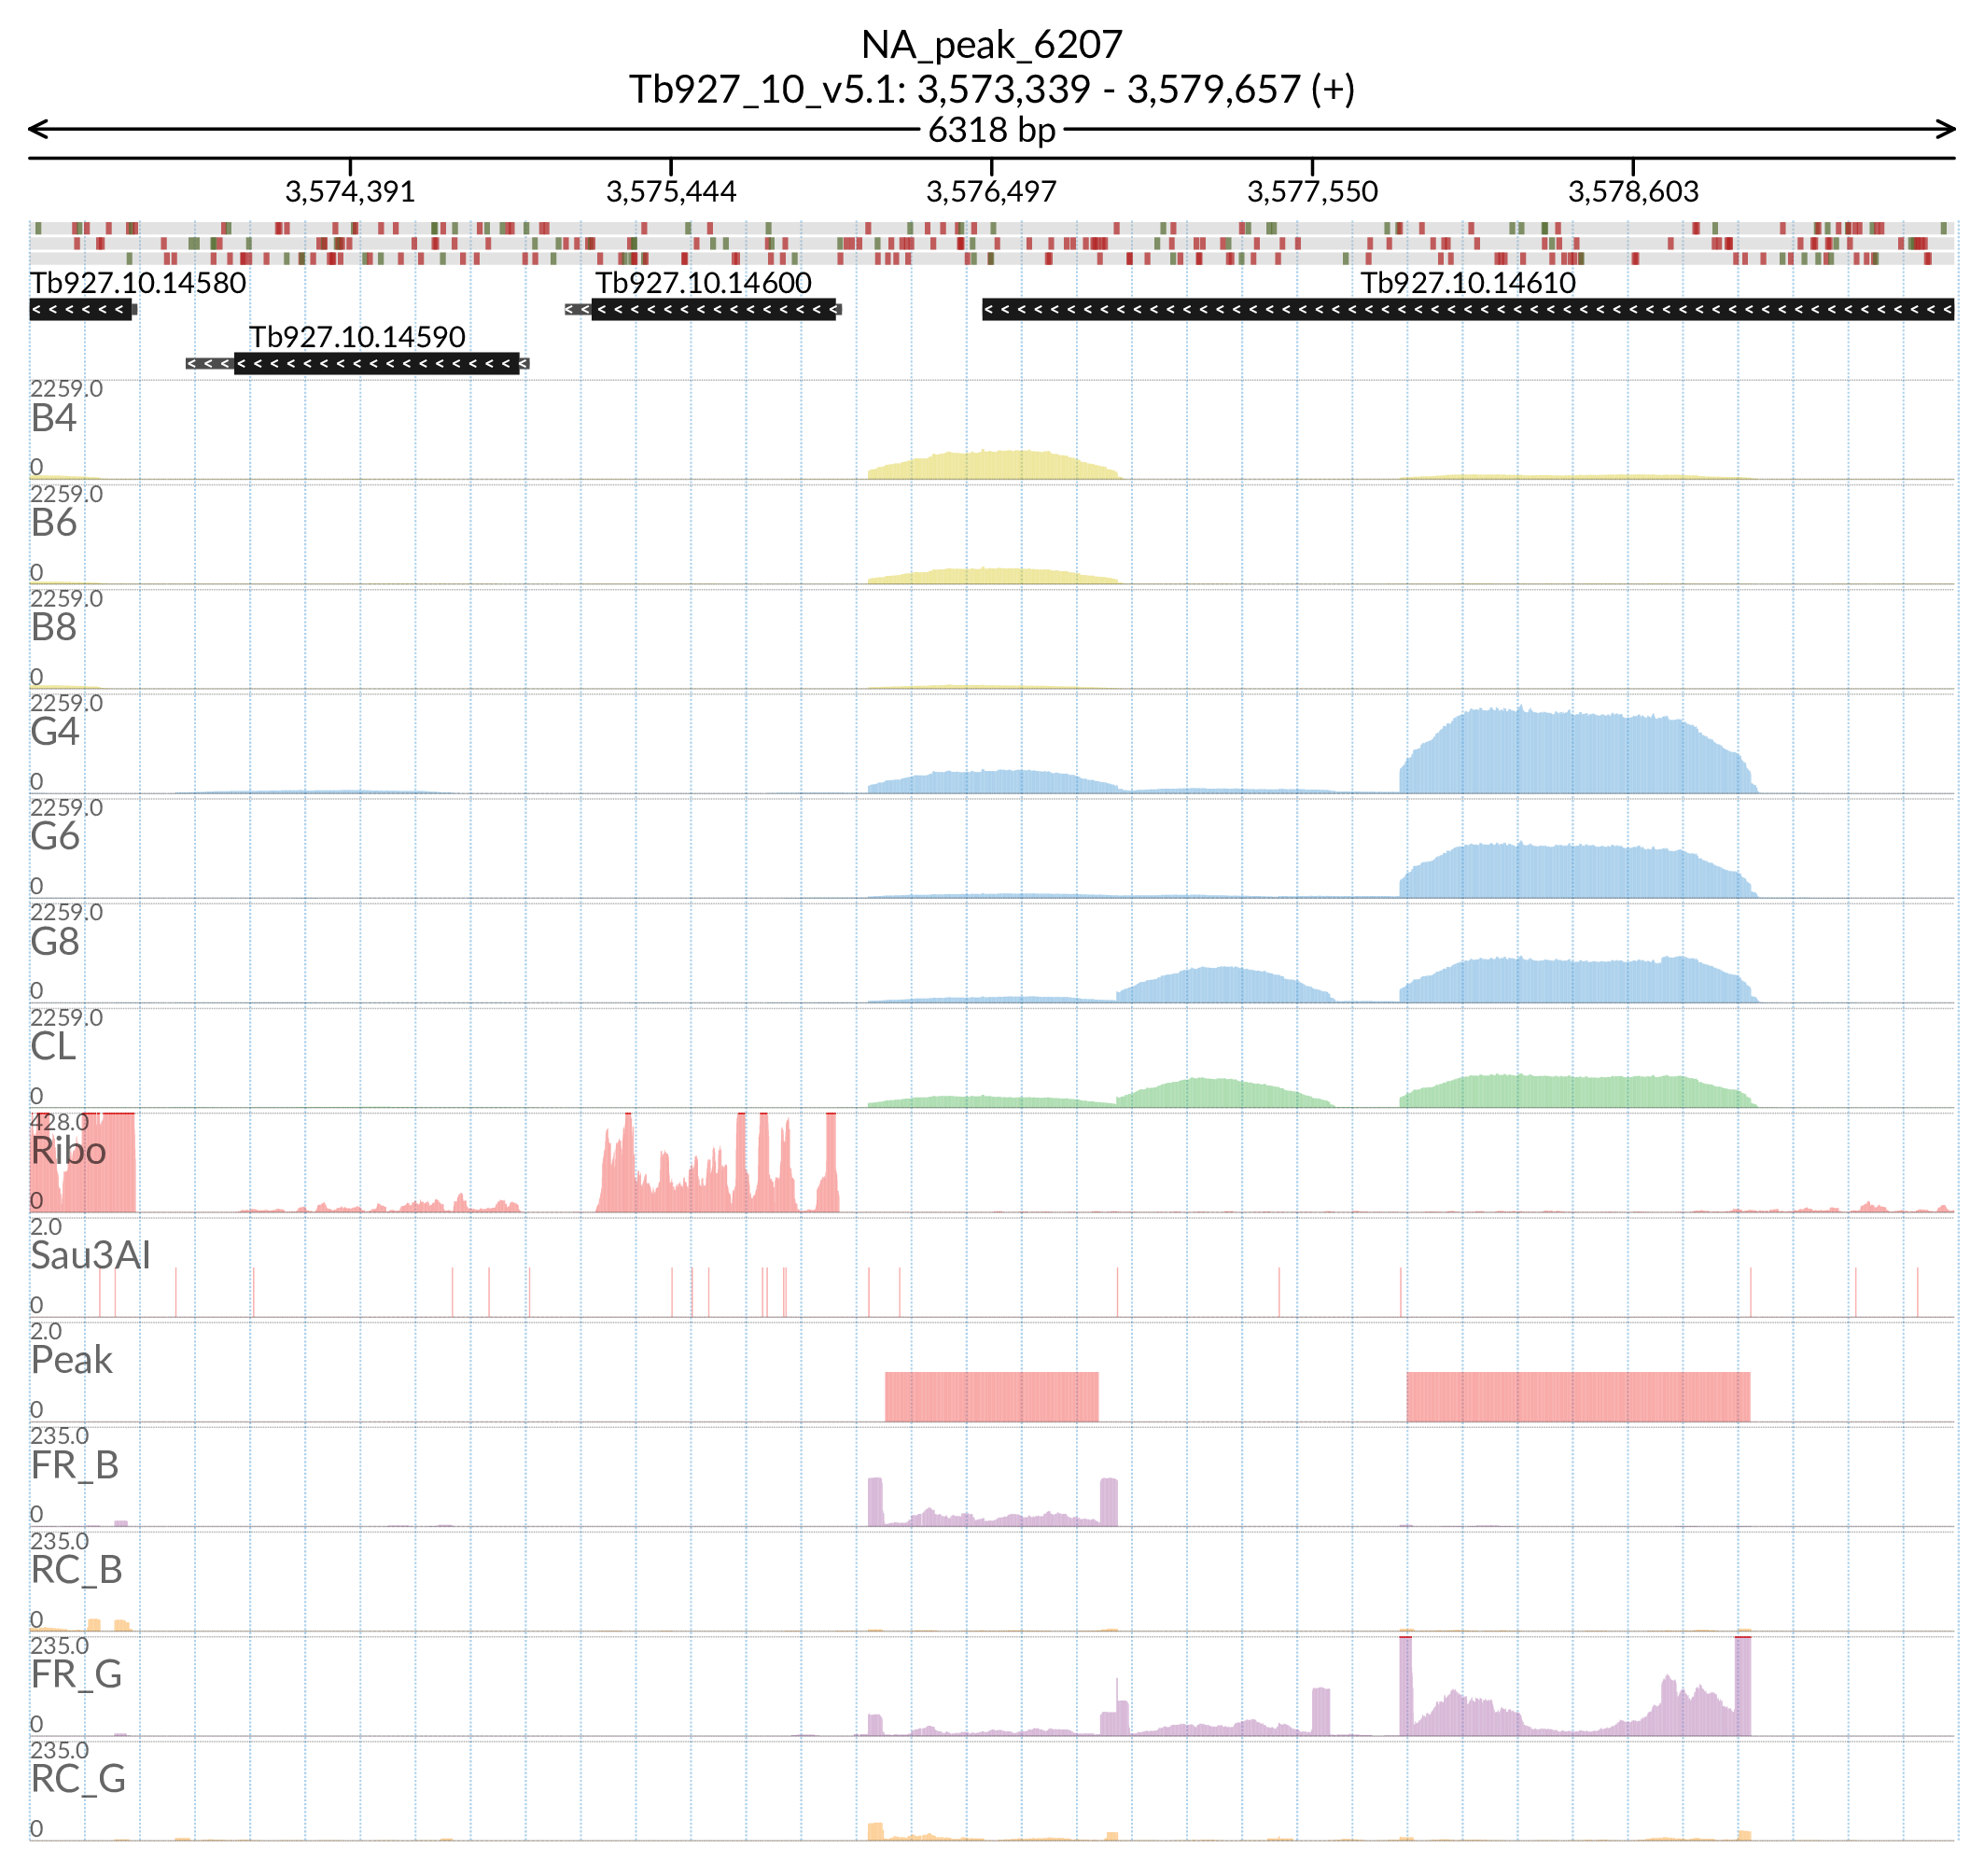 NA_peak_6207
Tb927_10_v5.1: 3,573,339 - 3,579,657 (+)
6318 bp
3,574,391 3,575,444 3,576,497 3,577,550 3,578,603
Tb927.10.14580 Tb927.10.14600 Tb927.10.14610
Tb927.10.14590
2259.0
B4
0
2259.0
B6
0
2259.0
B8
0
2259.0
G4
0
2259.0
G6
0
2259.0
G8
0
2259.0
CL
0
428.0
Ribo
0
2.0
Sau3AI
0
2.0
Peak
0
235.0
FR_B
0
235.0
RC_B
0
235.0
FR_G
0
235.0
RC_G
0